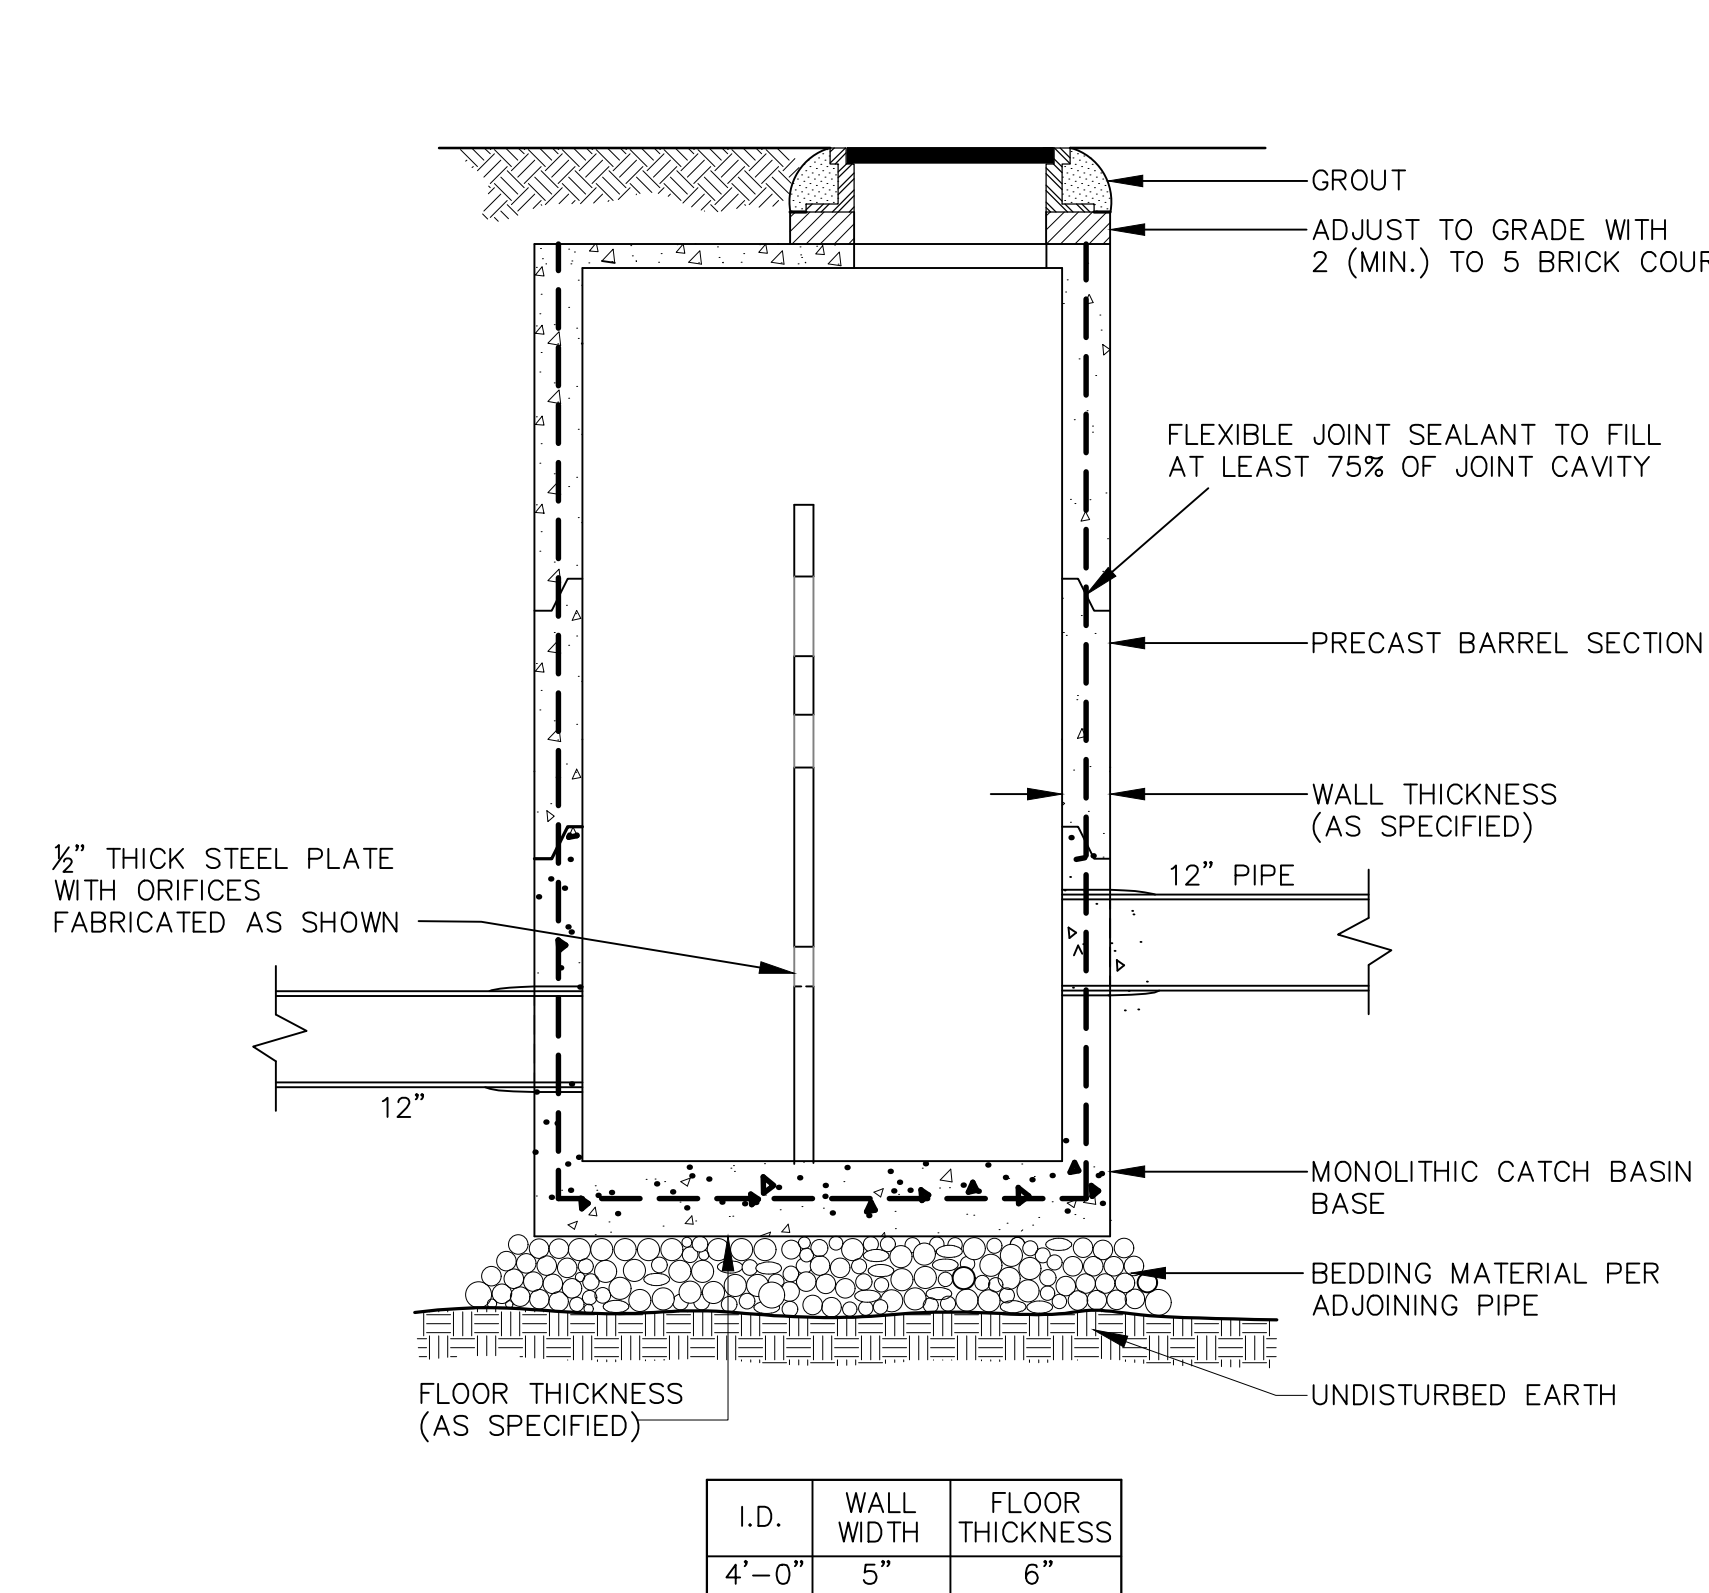 GROUT
ADJUST TO GRADE WITH
2 (MIN.) TO 5 BRICK
FLEXIBLE JOINT SEALANT TO FILL
AT LEAST 75% OF JOINT CAVITY
PRECAST BARREL SECTION
WALL THICKNESS
(AS SPECIFIED)
½" THICK STEEL PLATE
WITH ORIFICES
FABRICATED AS SHOWN
12" PIPE
12"
MONOLITHIC CATCH BASIN
BASE
BEDDING MATERIAL PER
ADJOINING PIPE
UNDISTURBED EARTH
FLOOR THICKNESS
(AS SPECIFIED)
I.D.
WALL
WIDTH
FLOOR
THICKNESS
4'-0"
5"
6"